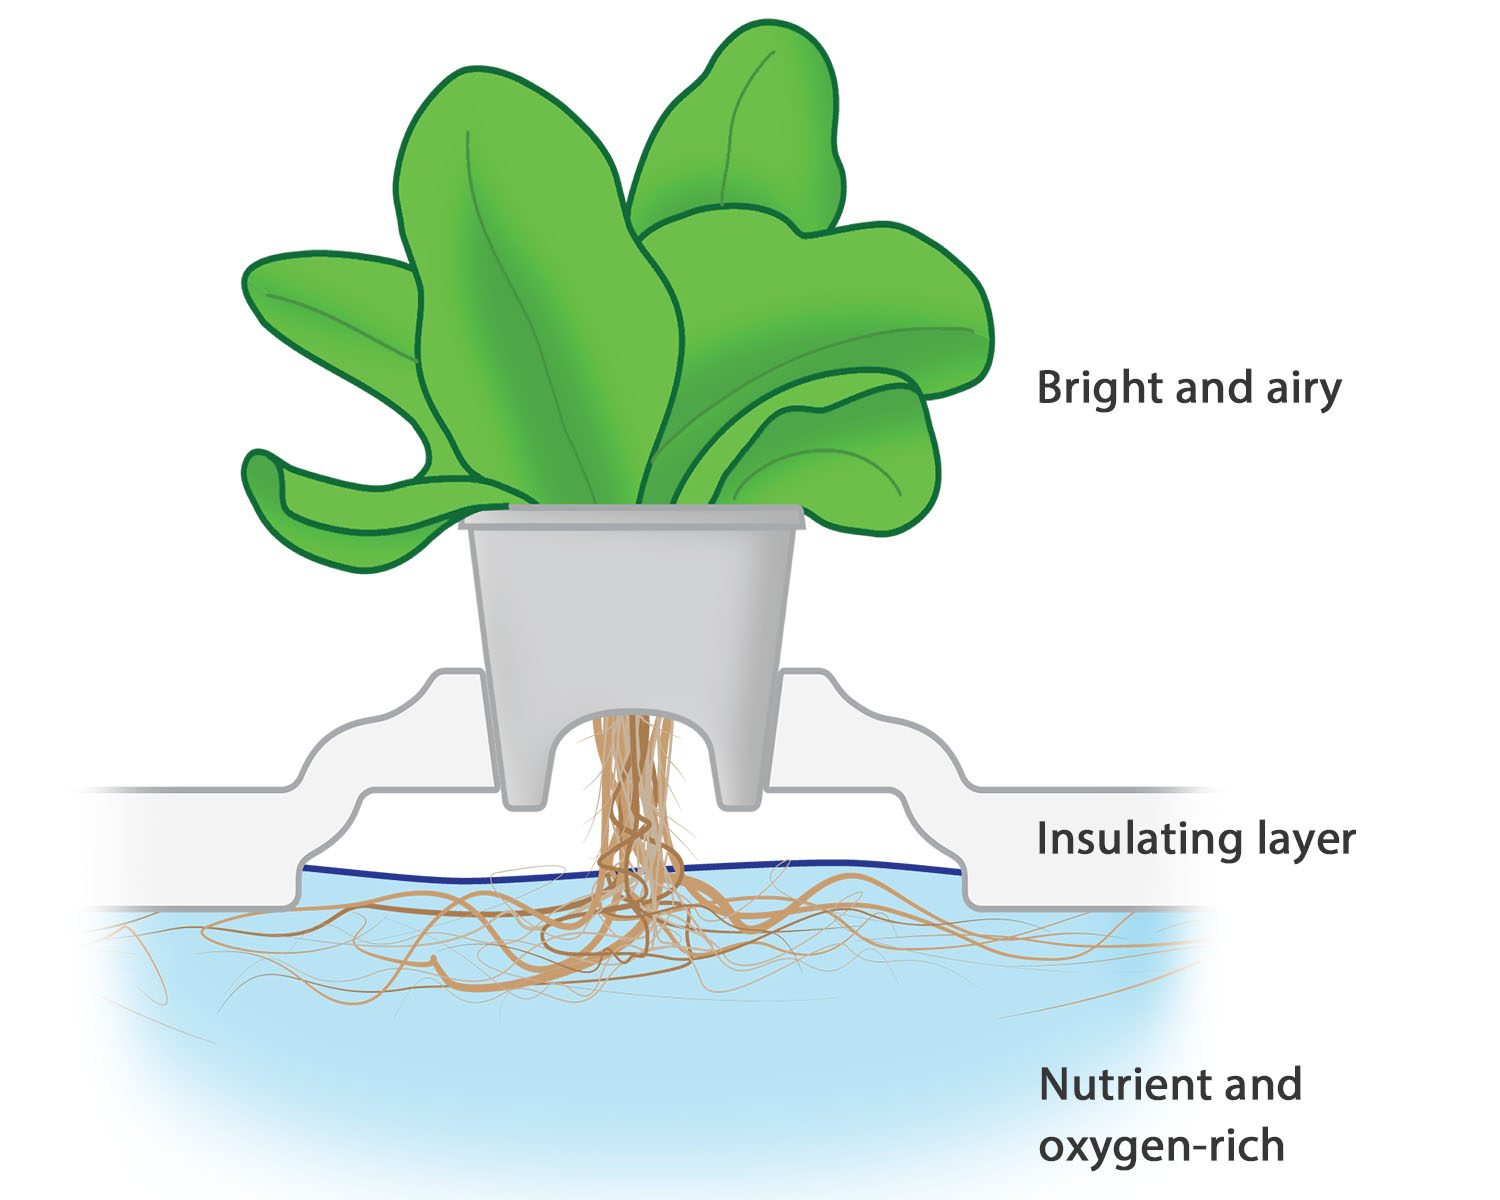 Bright and airy
Insulating layer
Nutrient and
oxygen-rich